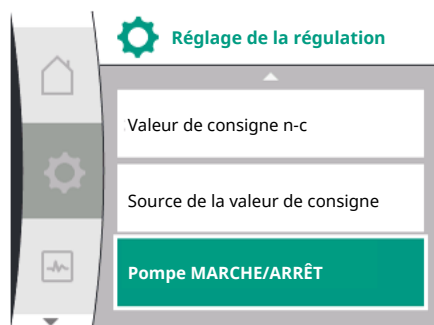 Réglage de la régulation
Valeur de consigne n-c
Source de la valeur de consigne
Pompe MARCHE/ARRÊT